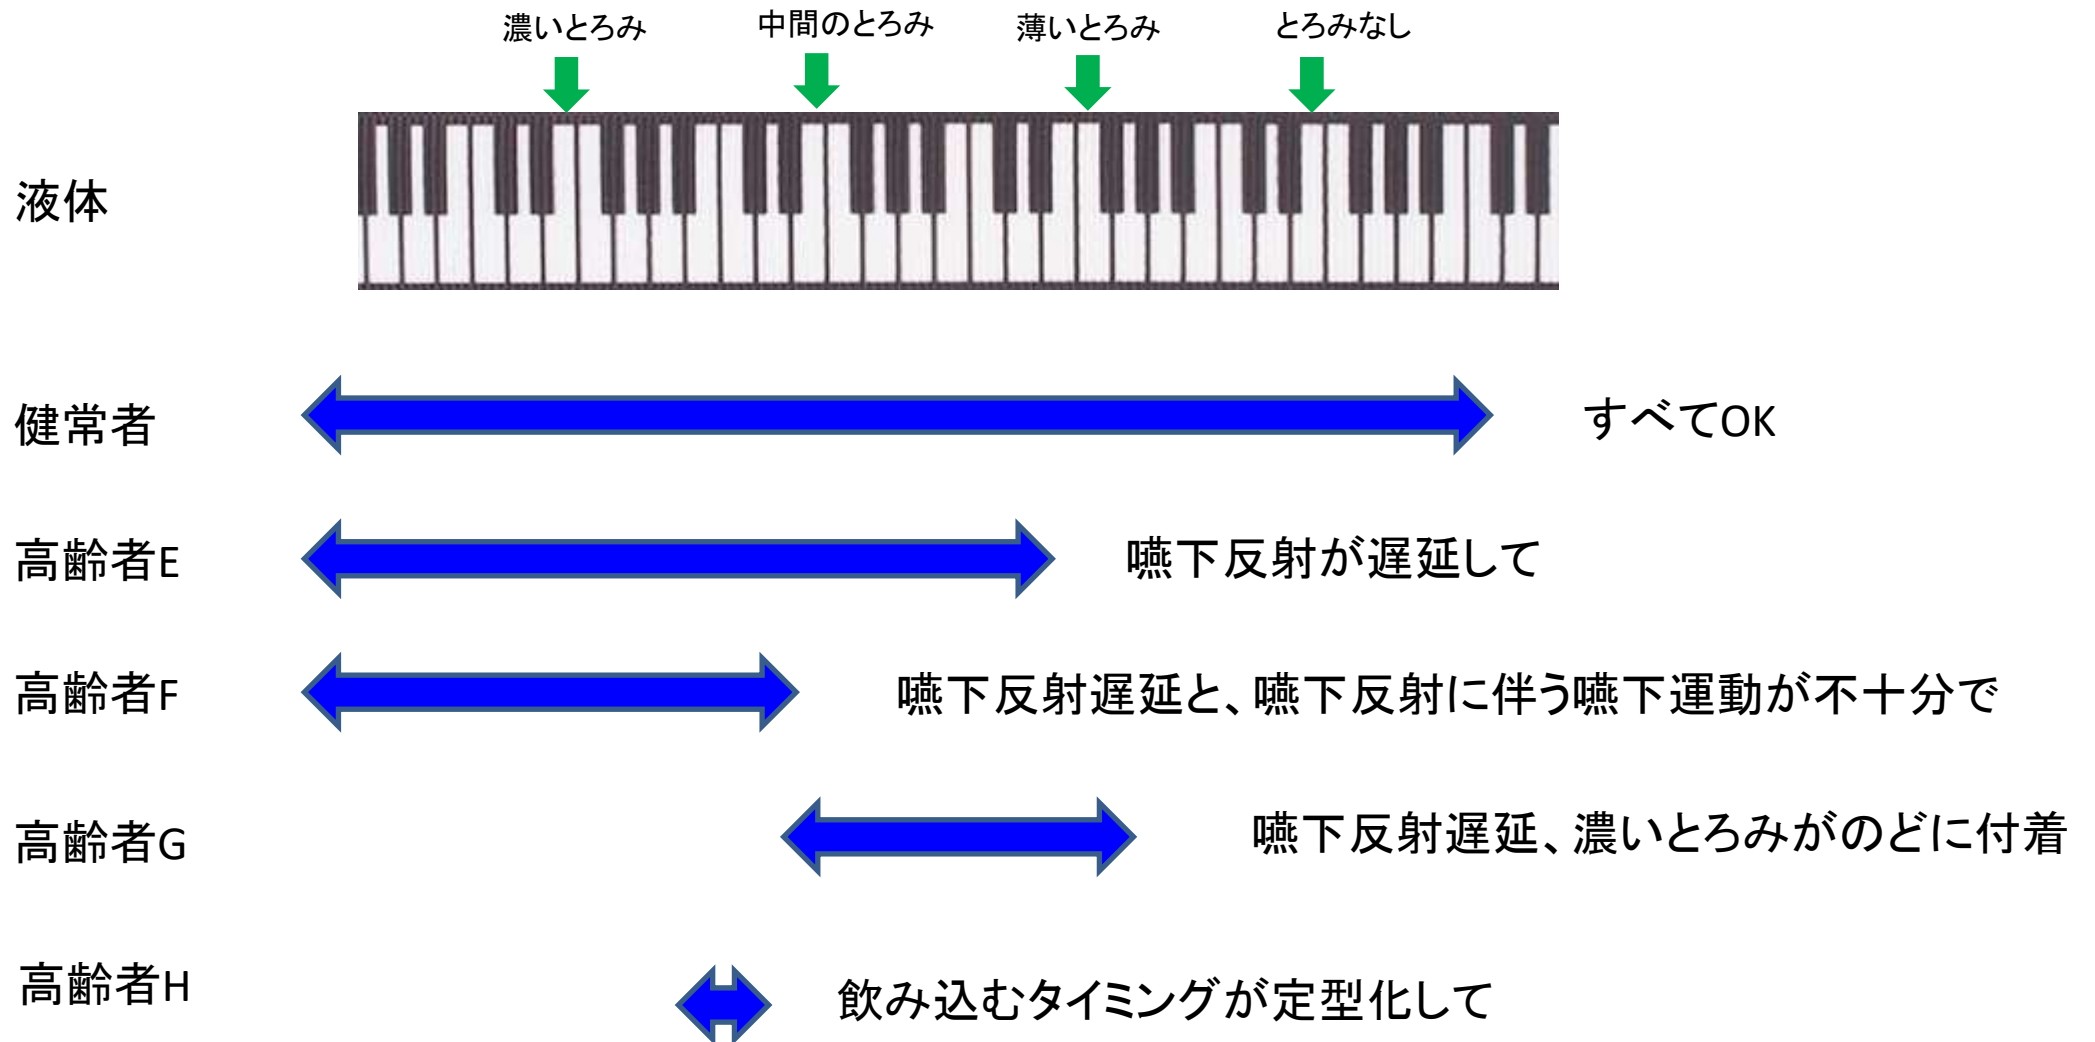 濃いとろみ
中間のとろみ
薄いとろみ
とろみなし
液体
健常者
すべてOK
高齢者E
嚥下反射が遅延して
高齢者F
嚥下反射遅延と、嚥下反射に伴う嚥下運動が不十分で
高齢者G
嚥下反射遅延、濃いとろみがのどに付着
高齢者H
飲み込むタイミングが定型化して